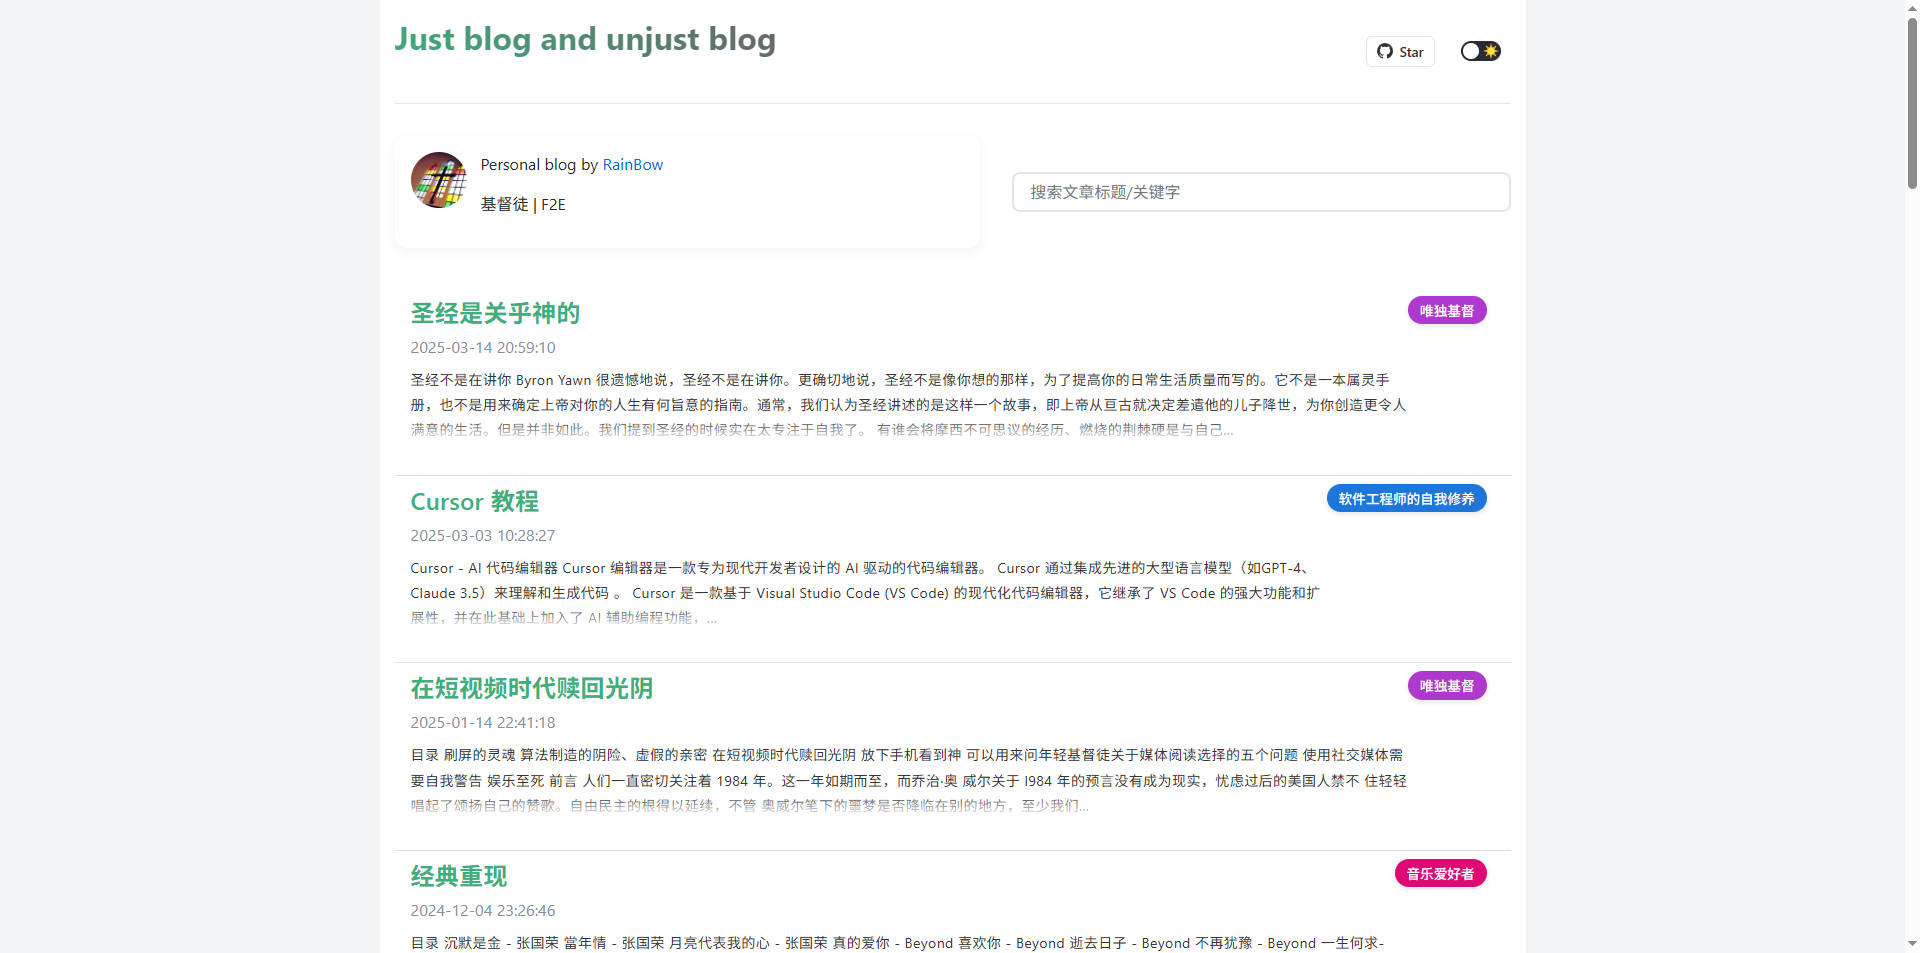 Just blog and unjust blog
Star
Personal blog by RainBow
基督徒 | F2E
搜索文章标题/关键字
圣经是关乎神的
唯独基督
2025-03-14 20:59:10
圣经不是在讲你 Byron Yawn 很遗憾地说，圣经不是在讲你。更确切地说，圣经不是像你想的那样，为了提高你的日常生活质量而写的。它不是一本属灵手
册，也不是用来确定上帝对你的人生有何旨意的指南。通常，我们认为圣经讲述的是这样一个故事，即上帝从亘古就决定差遣他的儿子降世，为你创造更令人
满意的生活。但是并非如此。我们提到圣经的时候实在太专注于自我了。 有谁会将摩西不可思议的经历、燃烧的荆棘硬是与自己...
Cursor 教程
软件工程师的自我修养
2025-03-03 10:28:27
Cursor - AI 代码编辑器 Cursor 编辑器是一款专为现代开发者设计的 AI 驱动的代码编辑器。 Cursor 通过集成先进的大型语言模型（如GPT-4、
Claude 3.5）来理解和生成代码 。 Cursor 是一款基于 Visual Studio Code (VS Code) 的现代化代码编辑器，它继承了 VS Code 的强大功能和扩
展性，并在此基础上加入了 AI 辅助编程功能，...
在短视频时代赎回光阴
唯独基督
2025-01-14 22:41:18
目录 刷屏的灵魂 算法制造的阴险、虚假的亲密 在短视频时代赎回光阴 放下手机看到神 可以用来问年轻基督徒关于媒体阅读选择的五个问题 使用社交媒体需
要自我警告 娱乐至死 前言 人们一直密切关注着 1984 年。这一年如期而至，而乔治·奥 威尔关于 l984 年的预言没有成为现实，忧虑过后的美国人禁不 住轻轻
唱起了颂扬自己的赞歌。自由民主的根得以延续，不管 奥威尔笔下的噩梦是否降临在别的地方，至少我们...
经典重现
音乐爱好者
2024-12-04 23:26:46
目录 沉默是金 - 张国荣 當年情 - 张国荣 月亮代表我的心 - 张国荣 真的爱你 - Beyond 喜欢你 - Beyond 逝去日子 - Beyond 不再犹豫 - Beyond 一生何求-